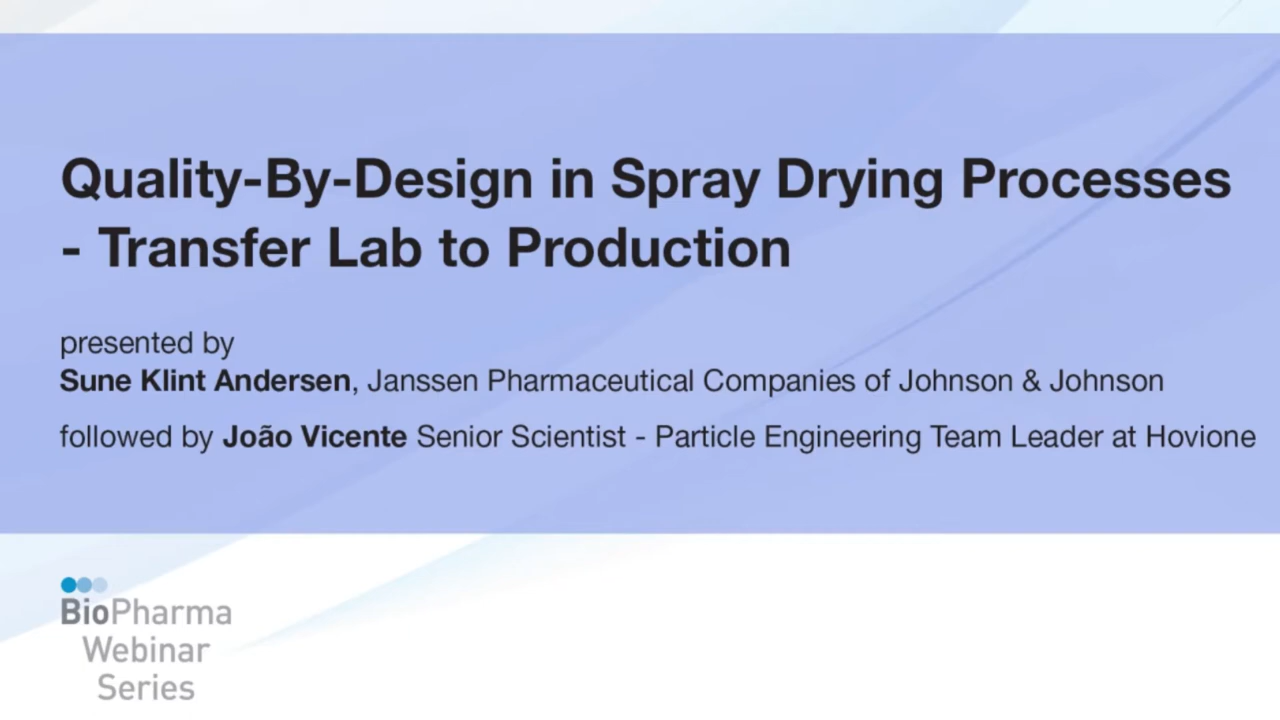 Quality-By-Design in Spray Drying Processes
- Transfer Lab to Production
presented by
Sune Klint Andersen, Janssen Pharmaceutical Companies of Johnson & Johnson
followed by João Vicente Senior Scientist - Particle Engineering Team Leader at Hovione
BioPharma
Webinar
Series